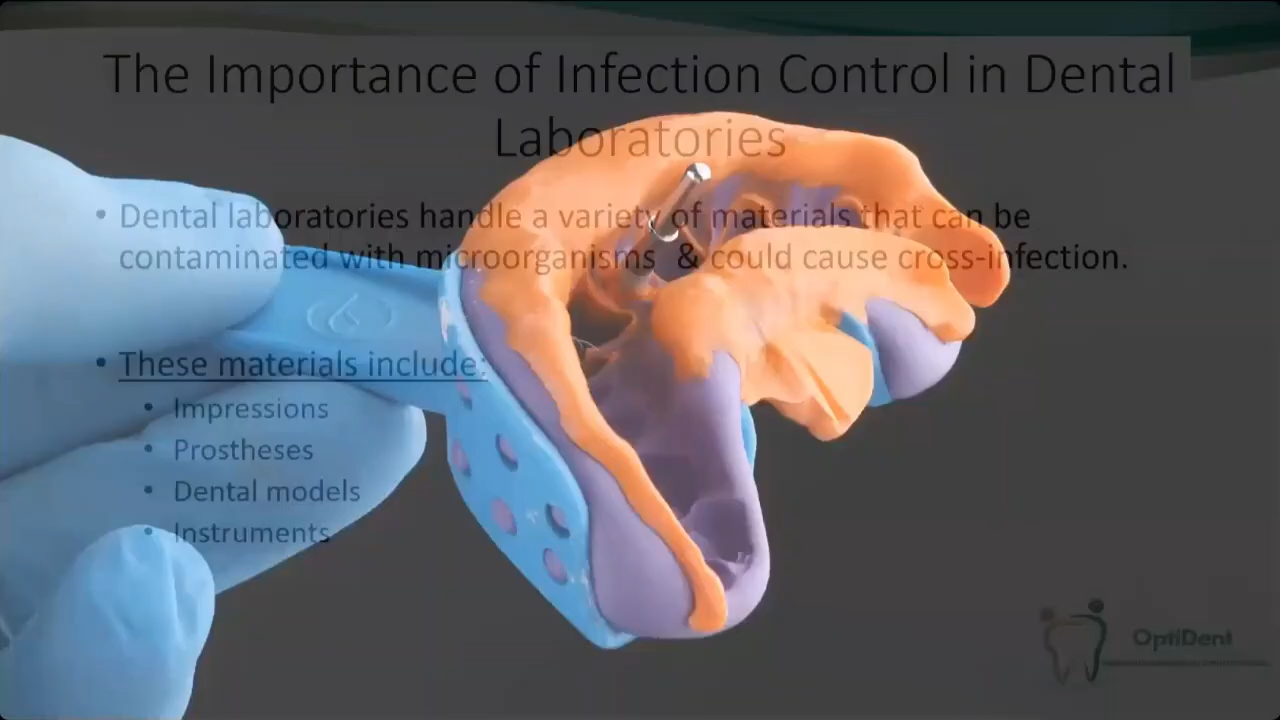 The Importance of Infection Control in Dental
Laboratories
• Dental laboratories handle a variety of materials that can be
contaminated with microorganisms & could cause cross-infection.
• These materials include:
• Impressions
• Prostheses
• Dental models
• Instruments
OptiDent